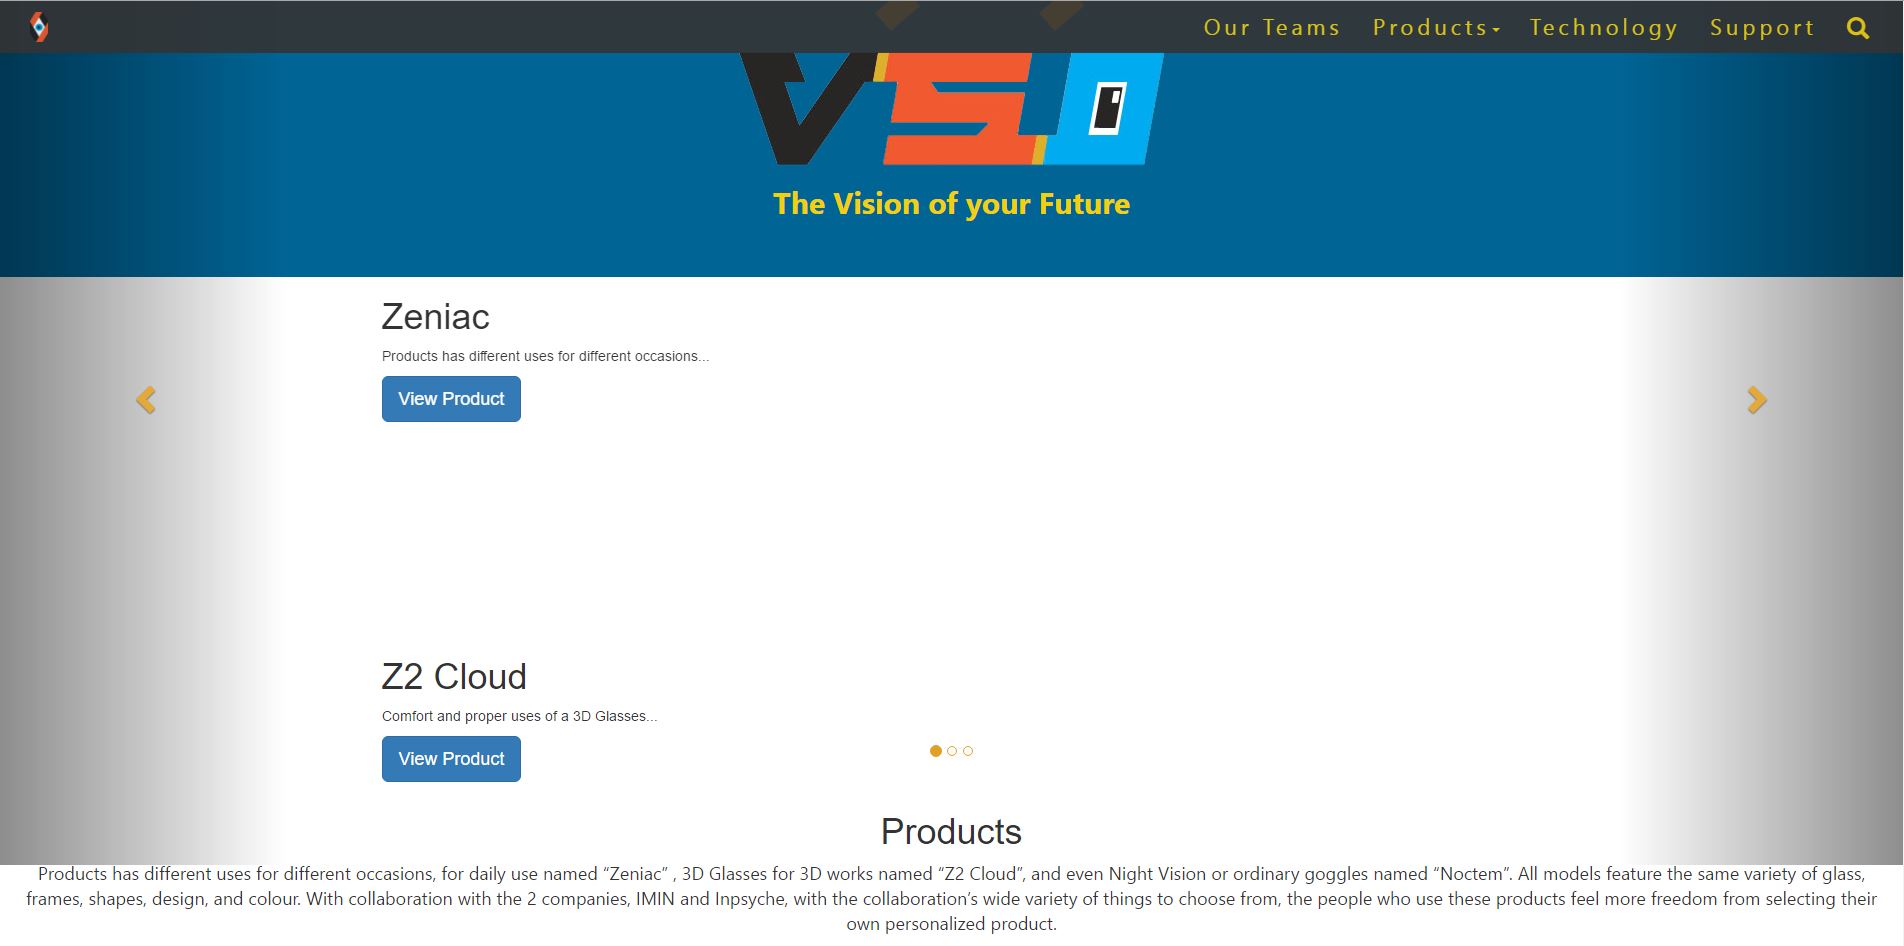 Our Teams Products Technology Support
VSIO
The Vision of your Future
Zeniac
Products has different uses for different occasions...
View Product
Z2 Cloud
Comfort and proper uses of a 3D Glasses...
View Product
Products
Products has different uses for different occasions, for daily use named “Zeniac” , 3D Glasses for 3D works named “Z2 Cloud”, and even Night Vision or ordinary goggles named “Noctem”. All models feature the same variety of glass,
frames, shapes, design, and colour. With collaboration with the 2 companies, IMIN and Inpsyche, with the collaboration’s wide variety of things to choose from, the people who use these products feel more freedom from selecting their
own personalized product.